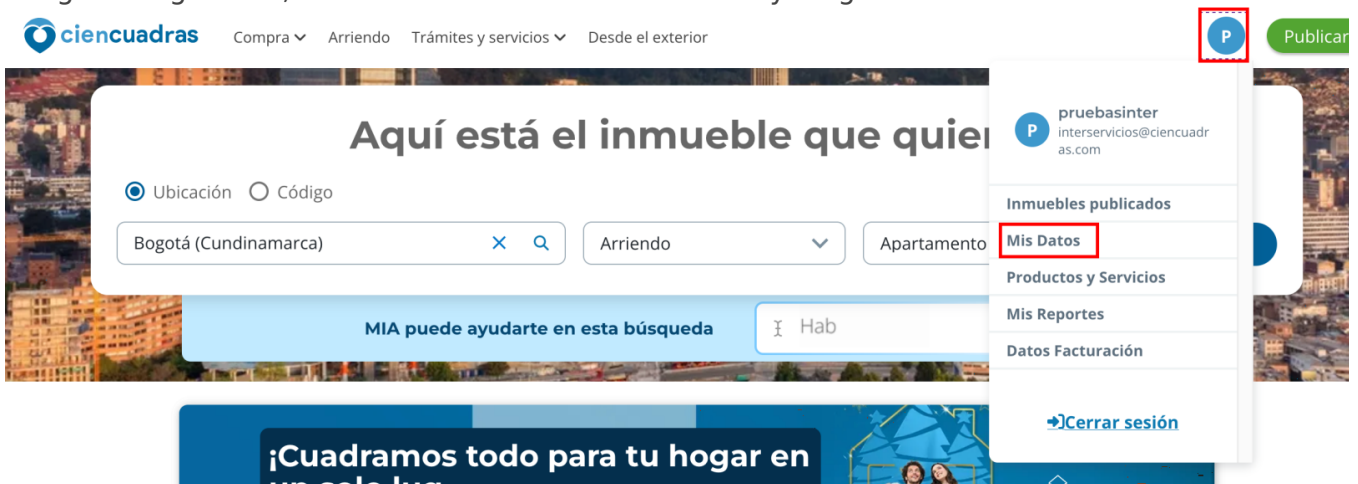 ciencuadras Compra Arriendo Trámites y servicios Desde el exterior P Publicar
Aquí está el inmueble que
Ubicación Código
Bogotá (Cundinamarca) Arriendo Apartamento
MIA puede ayudarte en esta búsqueda Hab
P pruebasinter
interservicios@ciencuadr
as.com
Inmuebles publicados
Mis Datos
Productos y Servicios
Mis Reportes
Datos Facturación
Cerrar sesión
¡Cuadramos todo para tu hogar en